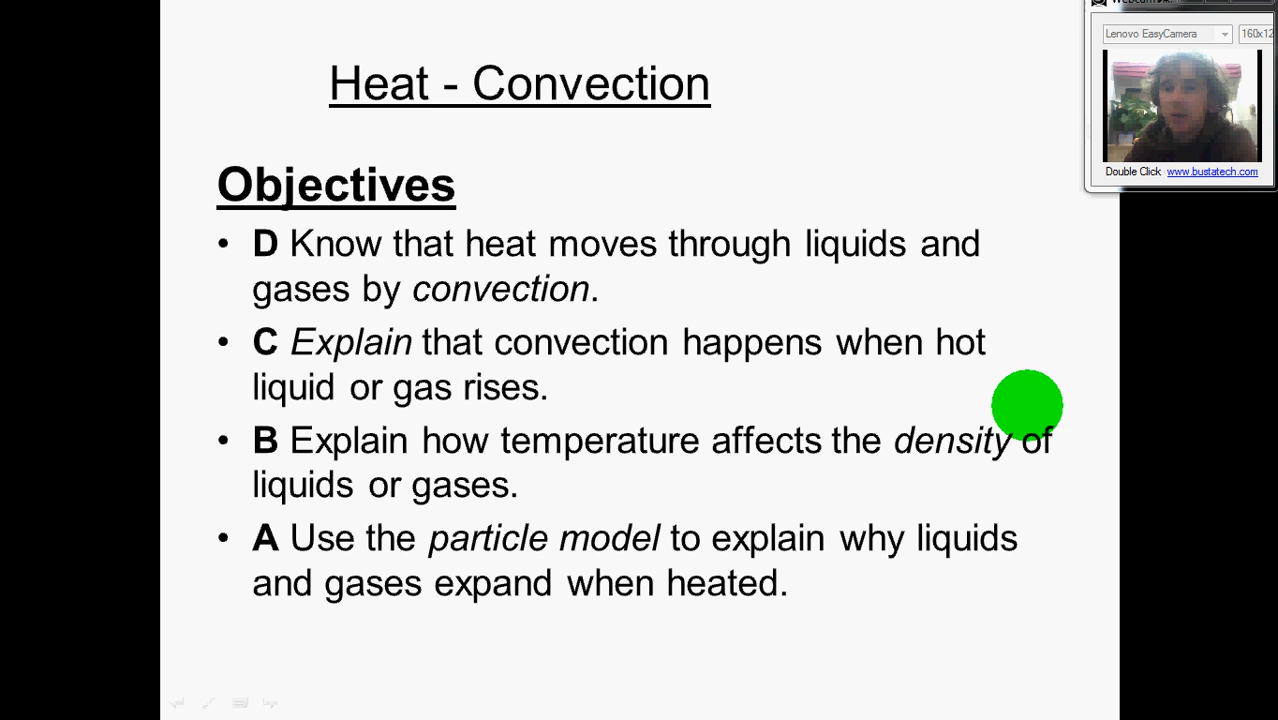 Heat - Convection
Lenovo EasyCamera
Double Click www.bustatech.com
Objectives
• D Know that heat moves through liquids and
gases by convection.
• C Explain that convection happens when hot
liquid or gas rises.
• B Explain how temperature affects the density of
liquids or gases.
• A Use the particle model to explain why liquids
and gases expand when heated.